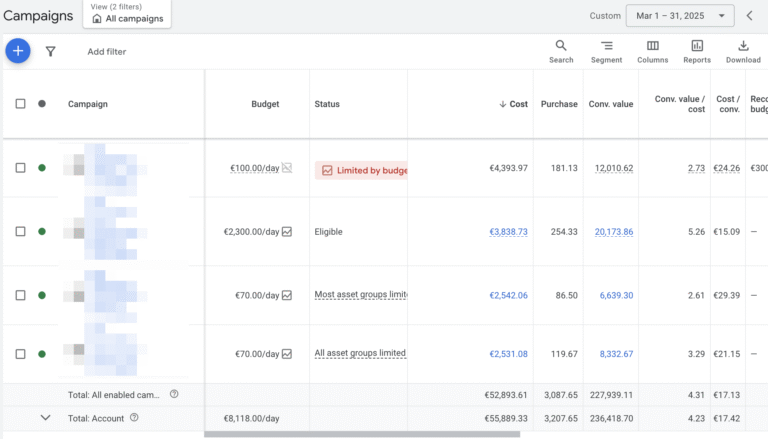 Campaigns
View (2 filters)
All campaigns
Custom
Mar 1 – 31, 2025
Add filter
Search
Segment
Columns
Reports
Download
Campaign Budget Status Cost Purchase Conv. value Conv. value / cost Cost / conv. Reco budg
€100.00/day Limited by budge €4,393.97 181.13 12,010.62 2.73 €24.26 €300
€2,300.00/day Eligible €3,838.73 254.33 20,173.86 5.26 €15.09 —
€70.00/day Most asset groups limit €2,542.06 86.50 6,639.30 2.61 €29.39 —
€70.00/day All asset groups limited €2,531.08 119.67 8,332.67 3.29 €21.15 —
Total: All enabled cam... €52,893.61 3,087.65 227,939.11 4.31 €17.13
Total: Account €8,118.00/day €55,889.33 3,207.65 236,418.70 4.23 €17.42